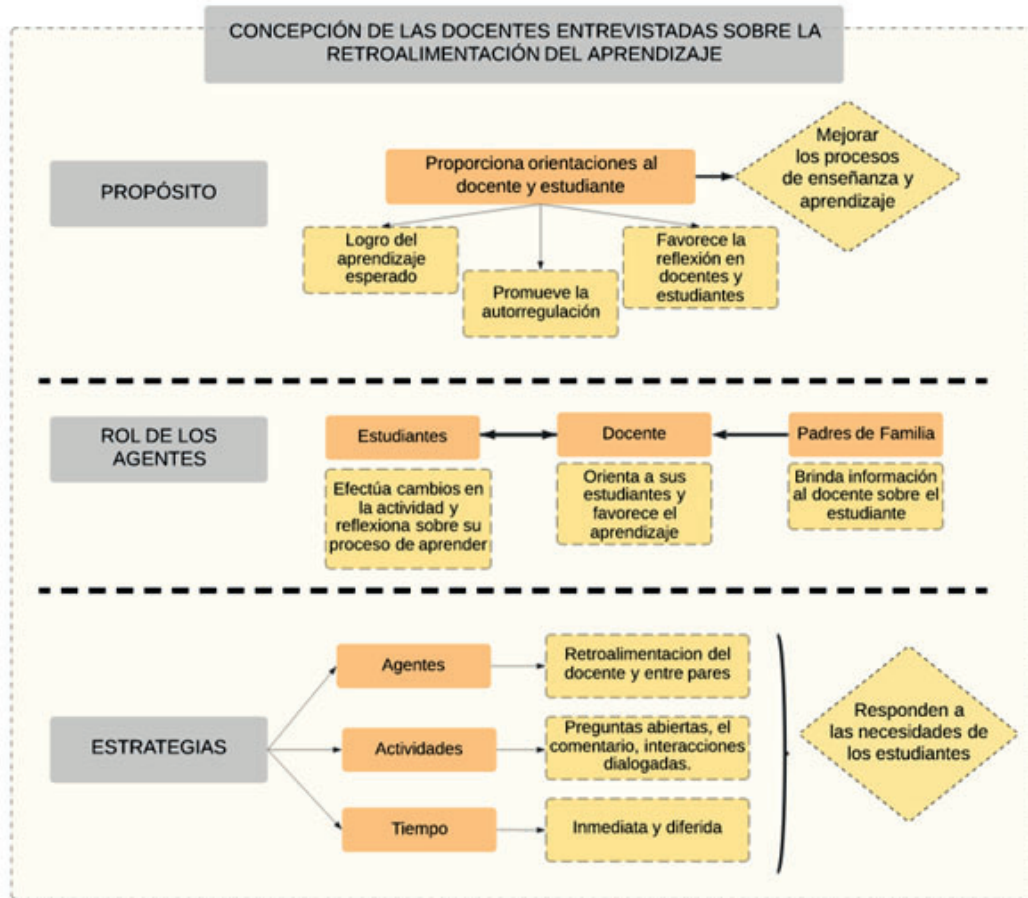 CONCEPCIÓN DE LAS DOCENTES ENTREVISTADAS SOBRE LA
RETROALIMENTACIÓN DEL APRENDIZAJE
PROPÓSITO
Proporciona orientaciones al
docente y estudiante
Mejorar
los procesos
de enseñanza y
aprendizaje
Logro del
aprendizaje
esperado
Promueve la
autorregulación
Favorece la
reflexión en
docentes y
estudiantes
ROL DE LOS
AGENTES
Estudiantes
Docente
Padres de Familia
Efectúa cambios en
la actividad y
reflexiona sobre su
proceso de aprender
Orienta a sus
estudiantes y
favorece el
aprendizaje
Brinda información
al docente sobre el
estudiante
ESTRATEGIAS
Agentes
Retroalimentacion del
docente y entre pares
Actividades
Preguntas abiertas, el
comentario, interacciones
dialogadas.
Tiempo
Inmediata y diferida
Responden a
las necesidades de
los estudiantes